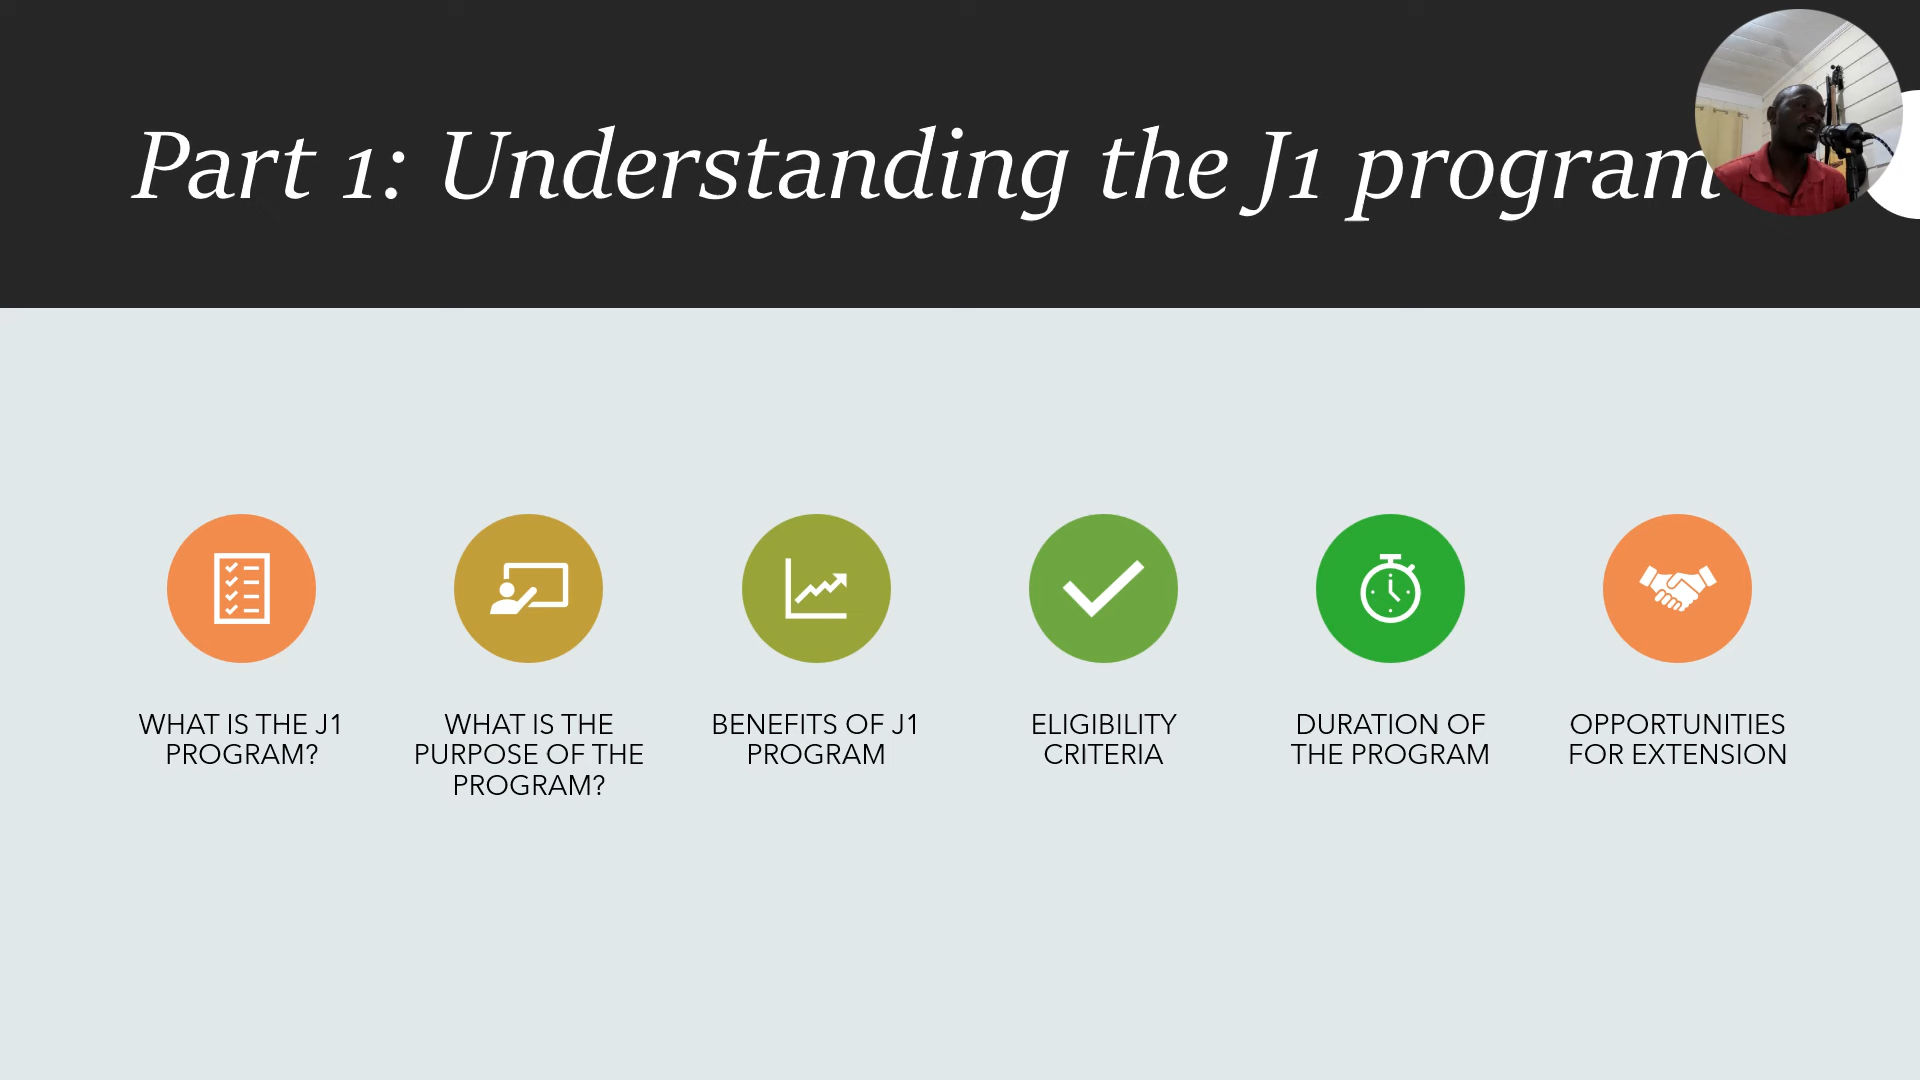 Part 1: Understanding the J1 program
WHAT IS THE J1
PROGRAM?
WHAT IS THE
PURPOSE OF THE
PROGRAM?
BENEFITS OF J1
PROGRAM
ELIGIBILITY
CRITERIA
DURATION OF
THE PROGRAM
OPPORTUNITIES
FOR EXTENSION